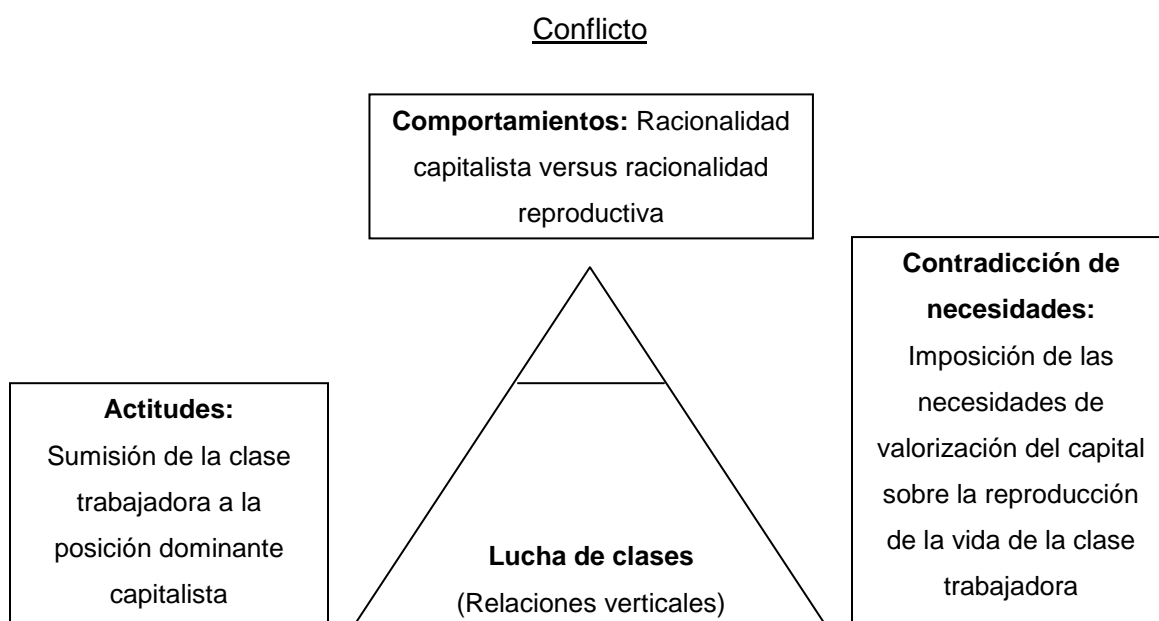 Conflicto
Comportamientos: Racionalidad
capitalista versus racionalidad
reproductiva
Contradicción de
necesidades:
Imposición de las
necesidades de
valorización del capital
sobre la reproducción
de la vida de la clase
trabajadora
Actitudes:
Sumisión de la clase
trabajadora a la
posición dominante
capitalista
Lucha de clases
(Relaciones verticales)